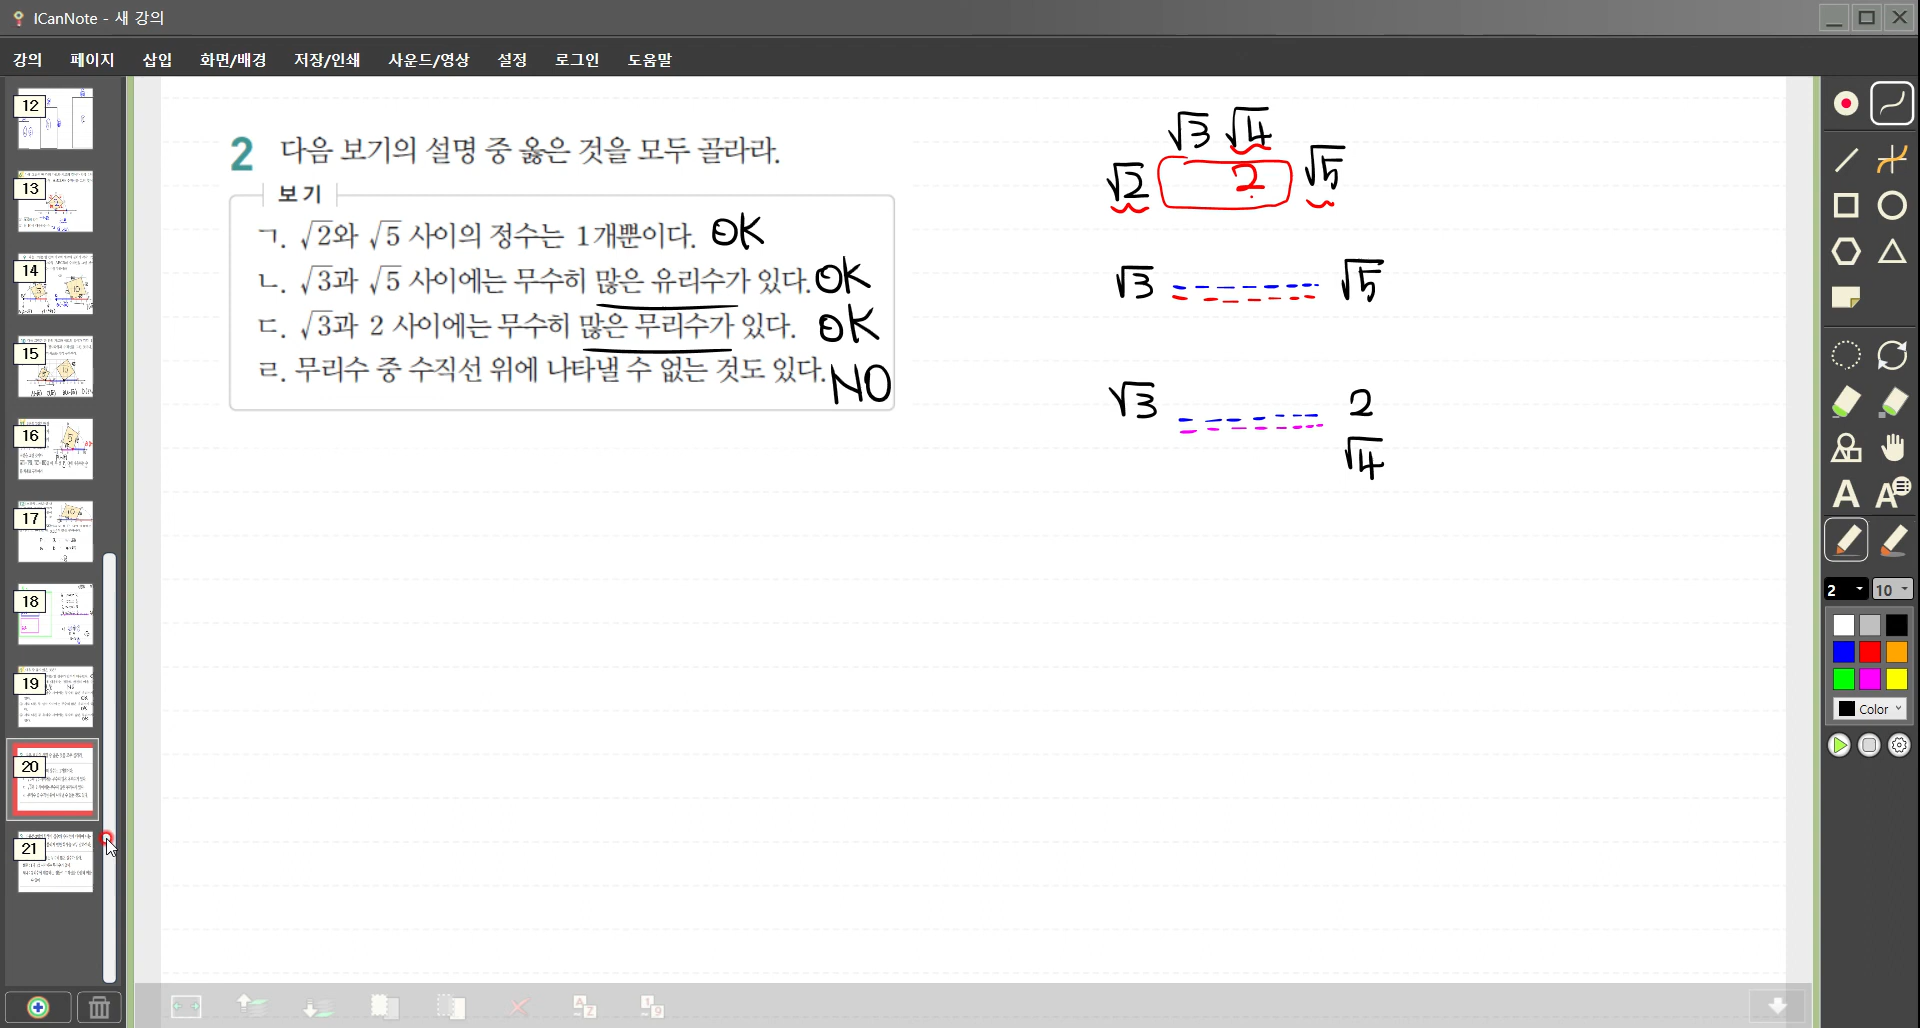 ICanNote - 새 강의
강의 페이지 삽입 화면/배경 저장/인쇄 사운드/영상 설정 로그인 도움말
12
13
14
15
16
17
18
19
20
21
2 다음 보기의 설명 중 옳은 것을 모두 골라라.
보기
ㄱ. √2와 √5 사이의 정수는 1개뿐이다. OK
ㄴ. √3과 √5 사이에는 무수히 많은 유리수가 있다. OK
ㄷ. √3과 2 사이에는 무수히 많은 무리수가 있다. OK
ㄹ. 무리수 중 수직선 위에 나타낼 수 없는 것도 있다. NO
√3 √4
√2 2 √5
√3 √5
√3 2
√4
2 10
Color